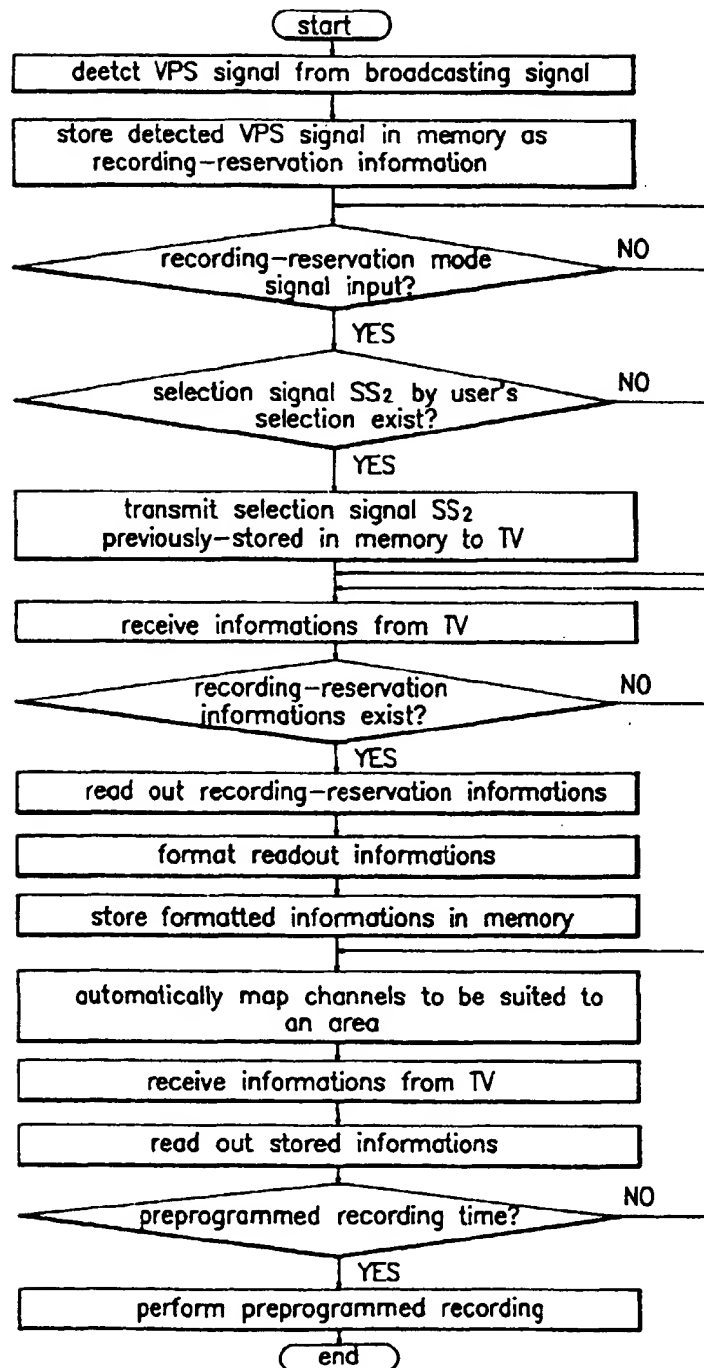 start
deetct VPS signal from broadcasting signal
store detected VPS signal in memory as
recording-reservation information
recording-reservation mode
signal input?
NO
YES
selection signal SS2 by user's
selection exist?
NO
YES
transmit selection signal SS2
previously-stored in memory to TV
receive informations from TV
recording-reservation
informations exist?
NO
YES
read out recording-reservation informations
format readout informations
store formatted informations in memory
automatically map channels to be suited to
an area
receive informations from TV
read out stored informations
preprogrammed recording time?
NO
YES
perform preprogrammed recording
end